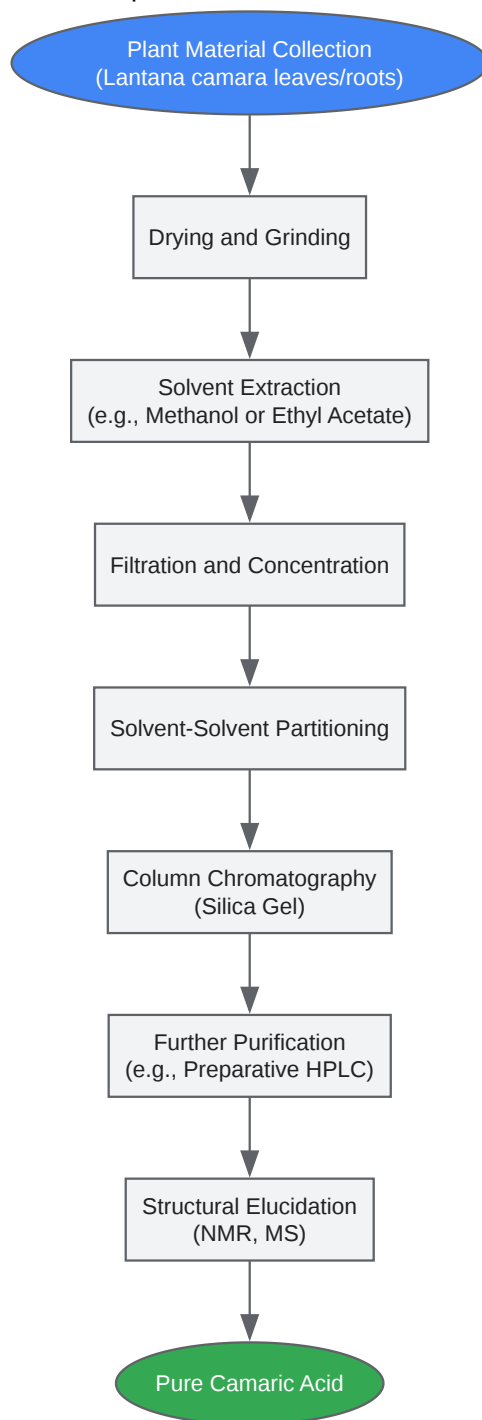 Plant Material Collection
(Lantana camara leaves/roots)
Drying and Grinding
Solvent Extraction
(e.g., Methanol or Ethyl Acetate)
Filtration and Concentration
Solvent-Solvent Partitioning
Column Chromatography
(Silica Gel)
Further Purification
(e.g., Preparative HPLC)
Structural Elucidation
(NMR, MS)
Pure Camaric Acid